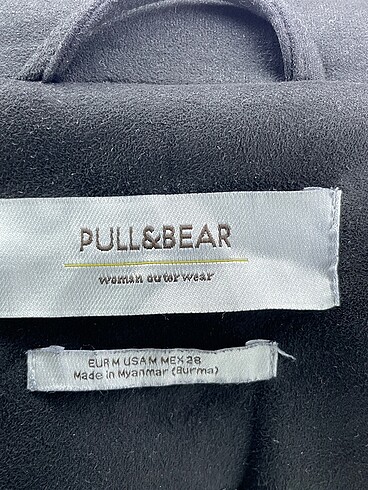 PULL&BEAR
woman outerwear
EUR M USA M MEX 28
Made in Myanmar (Burma)